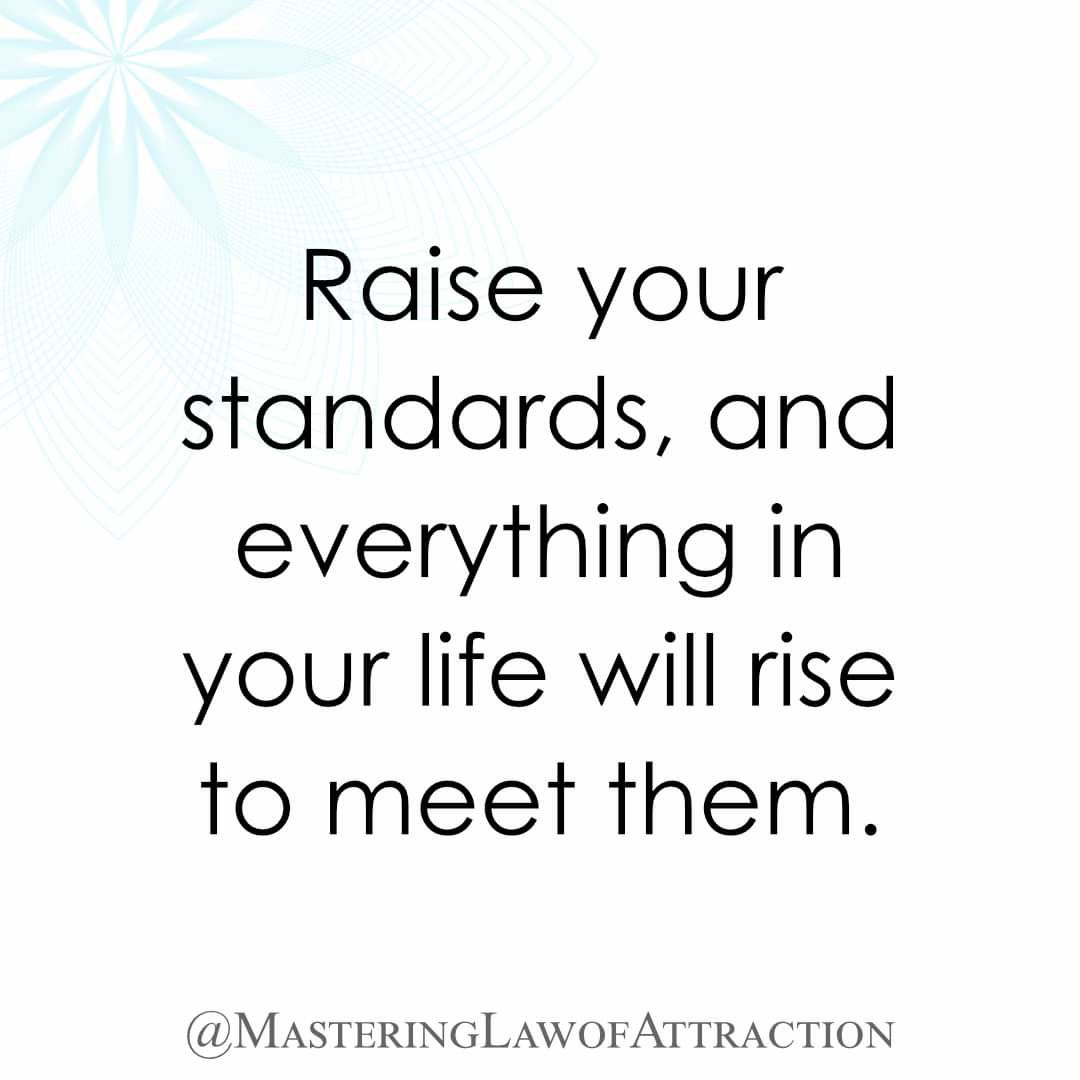 Raise your
standards, and
everything in
your life will rise
to meet them.
@MasteringLawofAttraction